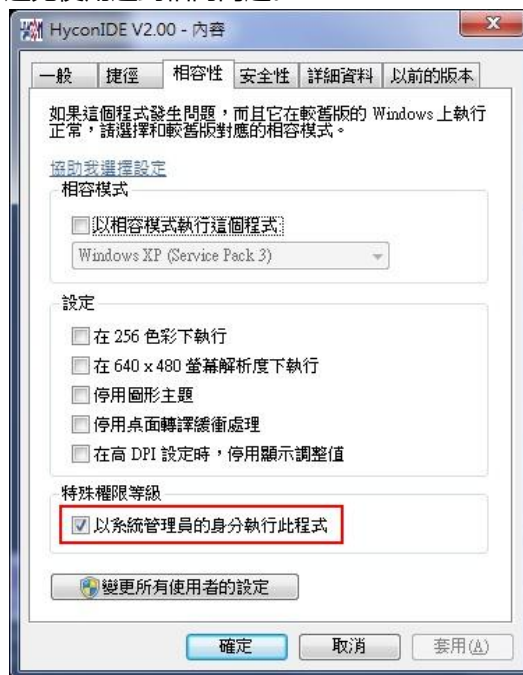 HyconIDE V2.00 - 內容
一般 捷徑 相容性 安全性 詳細資料 以前的版本
如果這個程式發生問題，而且它在較舊版的 Windows 上執行
正常，請選擇和較舊版對應的相容模式。
協助我選擇設定
相容模式
以相容模式執行這個程式:
Windows XP (Service Pack 3)
設定
在 256 色彩下執行
在 640 x 480 螢幕解析度下執行
停用圖形主題
停用桌面轉譯緩衝處理
在高 DPI 設定時，停用顯示調整值
特殊權限等級
以系統管理員的身分執行此程式
變更所有使用者的設定
確定 取消 套用(A)